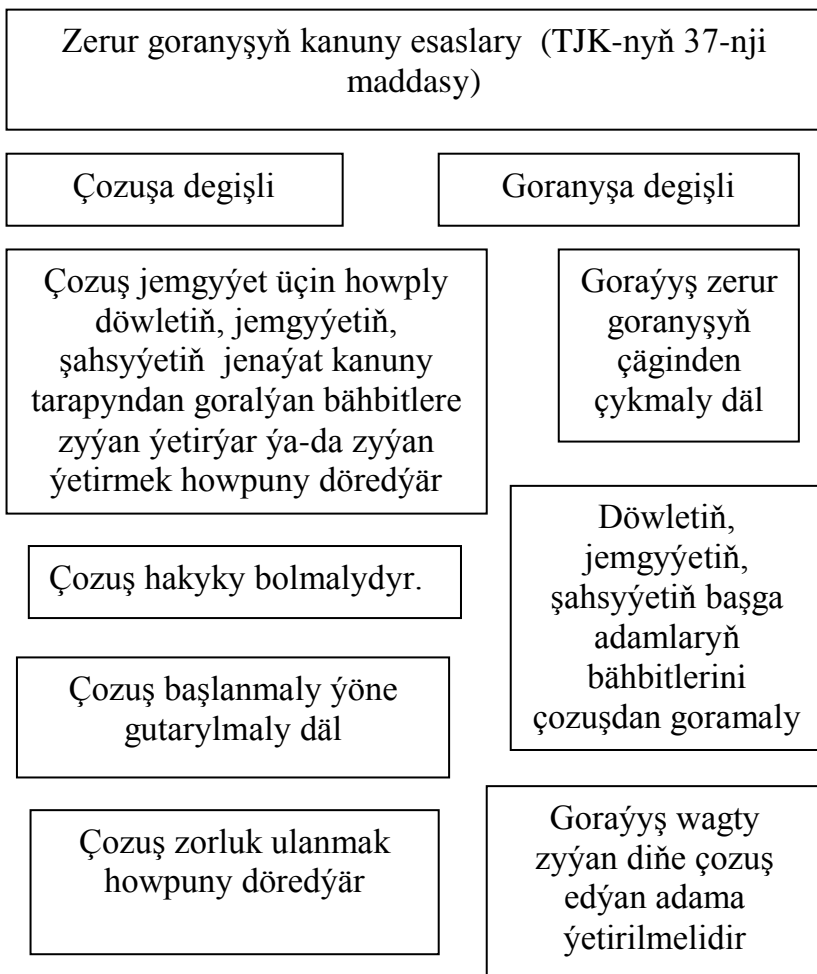 Zerur goranyşyň kanuny esaslary (TJK-nyň 37-nji
maddasy)
Çozuşa degişli
Goranyşa degişli
Çozuş jemgyýet üçin howply
döwletiň, jemgyýetiň,
şahsyýetiň jenaýat kanuny
tarapyndan goralýan bähbitlere
zyýan ýetirýar ýa-da zyýan
ýetirmek howpuny döredýär
Çozuş hakyky bolmalydyr.
Çozuş başlanmaly ýöne
gutarylmaly däl
Çozuş zorluk ulanmak
howpuny döredýär
Goraýyş zerur
goranyşyň
çäginden
çykmaly däl
Döwletiň,
jemgyýetiň,
şahsyýetiň başga
adamlaryň
bähbitlerini
çozuşdan goramaly
Goraýyş wagty
zyýan diňe çozuş
edýan adama
ýetirilmelidir